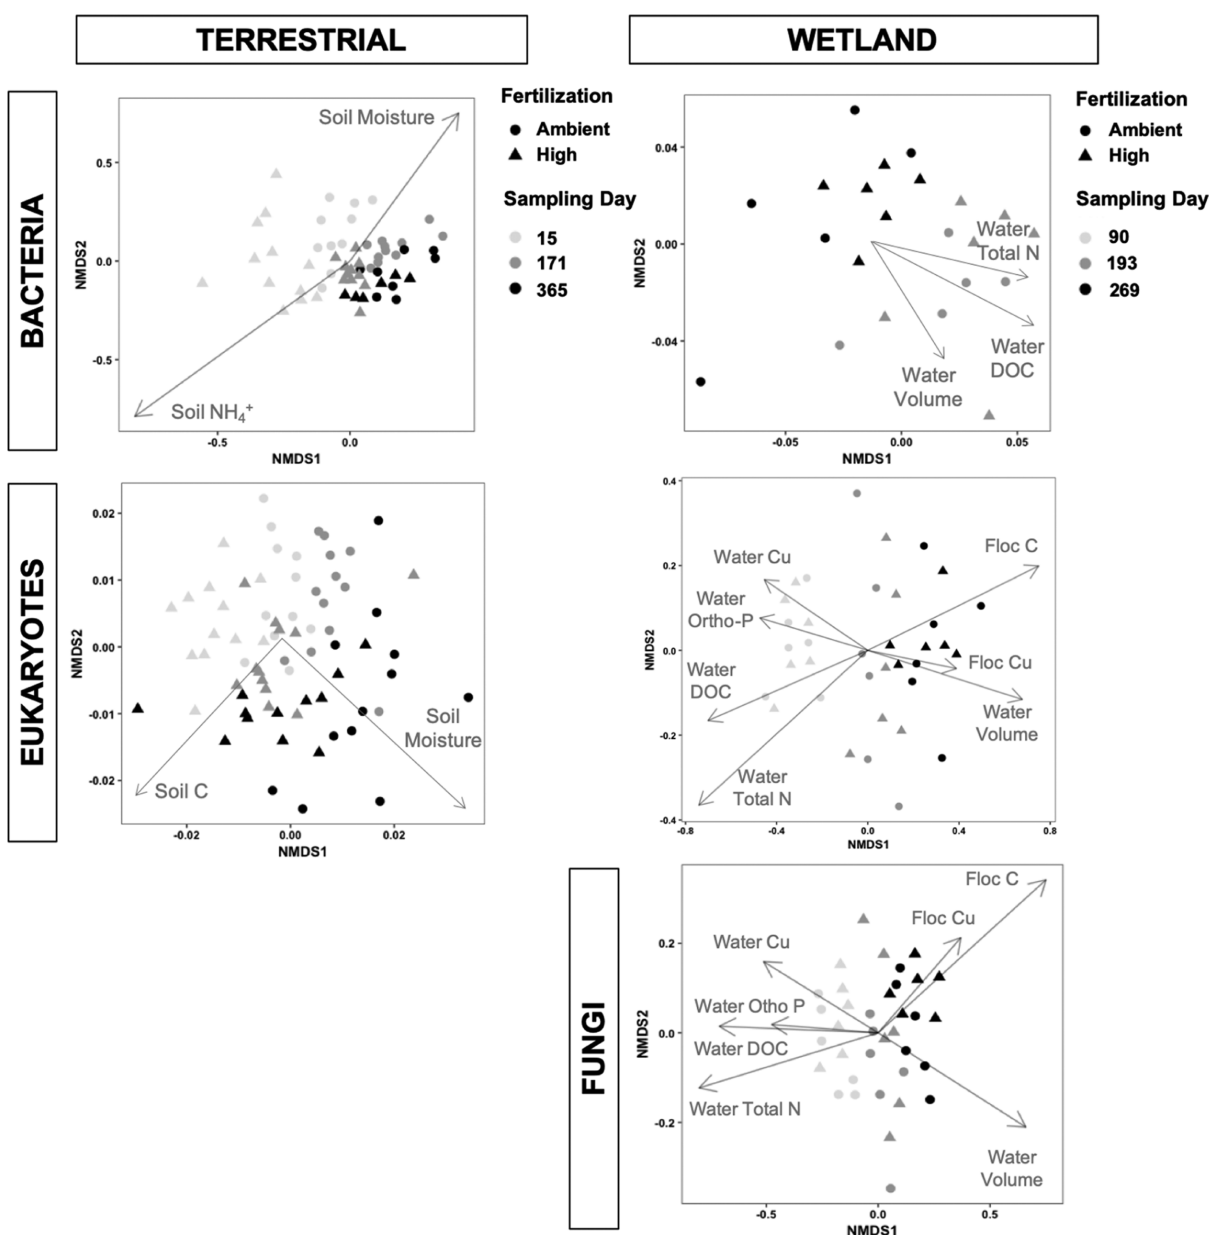 TERRESTRIAL
WETLAND
BACTERIA
Soil Moisture
Soil NH4+
0.5
0.0
-0.5
NMDS2
-0.5
0.0
NMDS1
Fertilization
Ambient
High
Sampling Day
15
171
365
0.04
0.00
-0.04
NMDS2
Water
Total N
Water
DOC
Water
Volume
-0.05
0.00
0.05
NMDS1
Fertilization
Ambient
High
Sampling Day
90
193
269
EUKARYOTES
0.02
0.01
0.00
-0.01
-0.02
NMDS2
Soil
Moisture
Soil C
-0.02
0.00
0.02
NMDS1
0.4
0.2
0.0
-0.2
-0.4
NMDS2
Water Cu
Floc C
Water
Ortho-P
Floc Cu
Water
DOC
Water
Volume
Water
Total N
-0.8
-0.4
0.0
0.4
0.8
NMDS1
FUNGI
0.2
0.0
-0.2
NMDS2
Floc C
Floc Cu
Water Cu
Water Otho P
Water DOC
Water Total N
Water
Volume
-0.5
0.0
0.5
NMDS1